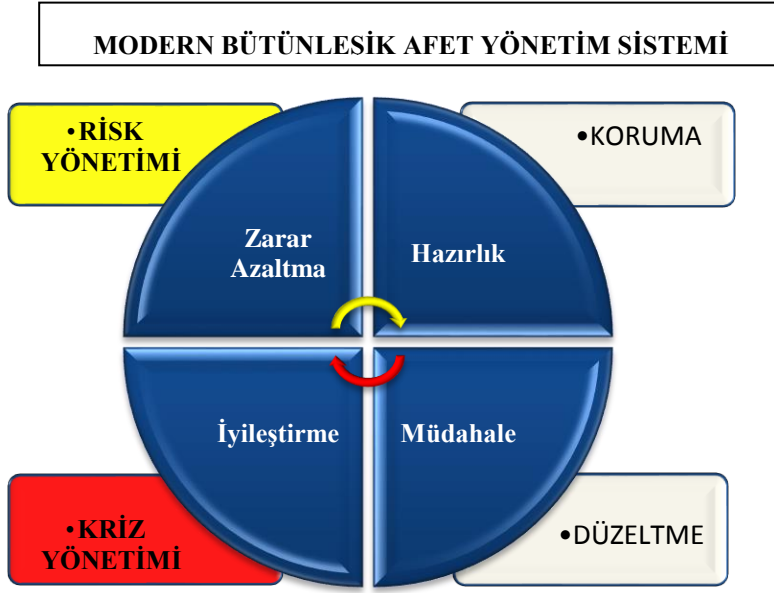 MODERN BÜTÜNLESİK AFET YÖNETİM SİSTEMİ
•RİSK
YÖNETİMİ
•KORUMA
Zarar
Azaltma
Hazırlık
İyileştirme
Müdahale
•KRİZ
YÖNETİMİ
•DÜZELTME